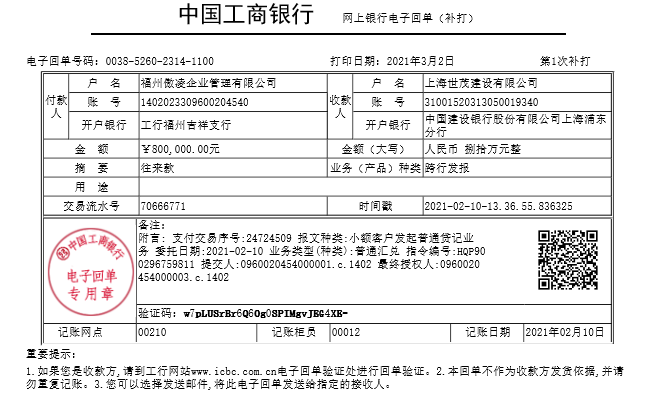 中国工商银行 网上银行电子回单（补打）
电子回单号码：0038-5260-2314-1100 打印日期：2021年3月2日 第1次补打
付款人 户 名 福州傲凌企业管理有限公司 收款人 户 名 上海世茂建设有限公司
账 号 1402023309600204540 账 号 31001520313050019340
开户银行 工行福州吉祥支行 开户银行 中国建设银行股份有限公司上海浦东
分行
金 额 ￥800,000.00元 金额（大写） 人民币 捌拾万元整
摘 要 往来款 业务（产品）种类 跨行发报
用 途
交易流水号 70666771 时间戳 2021-02-10-13.36.55.836325
备注：
附言: 支付交易序号:24724509 报文种类:小额客户发起普通贷记业
务 委托日期:2021-02-10 业务类型(种类):普通汇兑 指令编号:HQP90
0296759811 提交人:0960020454000001.c.1402 最终授权人:0960020
454000003.c.1402
中国工商银行
电子回单
专用章
验证码：w7pLUSrBr6Q6Og0SPIMgvJEG4XE=
记账网点 00210 记账柜员 00012 记账日期 2021年02月10日
重要提示：
1.如果您是收款方,请到工行网站www.icbc.com.cn电子回单验证处进行回单验证。2.本回单不作为收款方发货依据,并请
勿重复记账。3.您可以选择发送邮件,将此电子回单发送给指定的接收人。